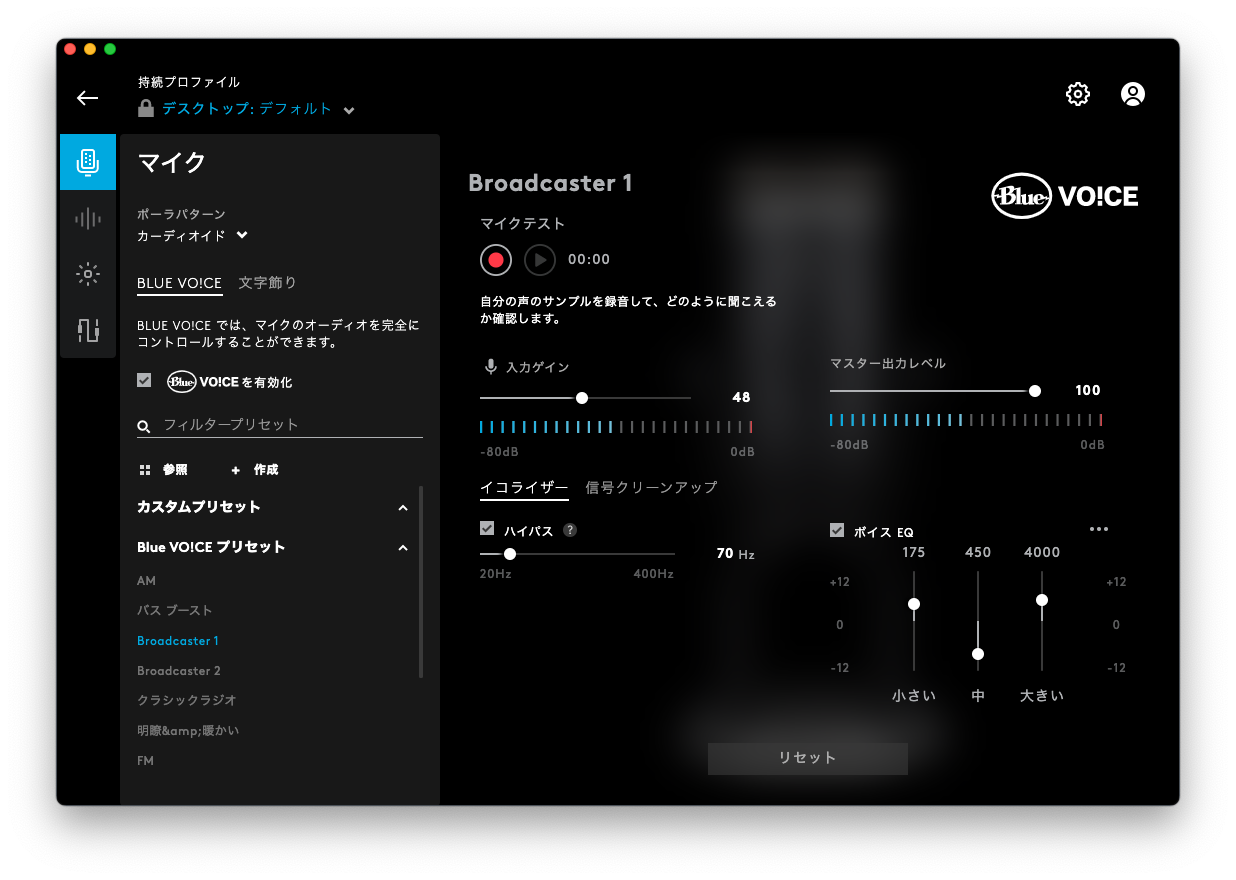 持続プロファイル
デスクトップ: デフォルト
マイク
ポーラパターン
カーディオイド
BLUE VO!CE 文字飾り
BLUE VO!CE では、マイクのオーディオを完全に
コントロールすることができます。
Blue VO!CE を有効化
フィルタープリセット
参照 + 作成
カスタムプリセット
Blue VO!CE プリセット
AM
バス ブースト
Broadcaster 1
Broadcaster 2
クラシックラジオ
明瞭&amp;暖かい
FM
Broadcaster 1
Blue VO!CE
マイクテスト
00:00
自分の声のサンプルを録音して、どのように聞こえる
か確認します。
入力ゲイン
48
-80dB 0dB
マスター出力レベル
100
-80dB 0dB
イコライザー 信号クリーンアップ
ハイパス ?
70 Hz
20Hz 400Hz
ボイス EQ
175 450 4000
+12 +12
0 0
-12 -12
小さい 中 大きい
リセット